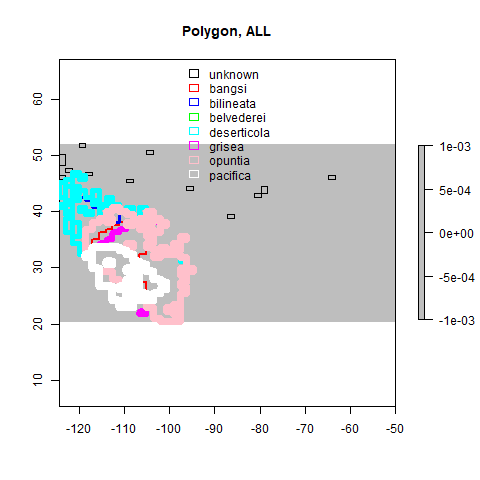 Polygon, ALL
unknown
bangsi
bilineata
belvederei
deserticola
grisea
opuntia
pacifica
60
50
40
30
20
10
-120 -110 -100 -90 -80 -70 -60 -50
1e-03
5e-04
0e+00
-5e-04
-1e-03